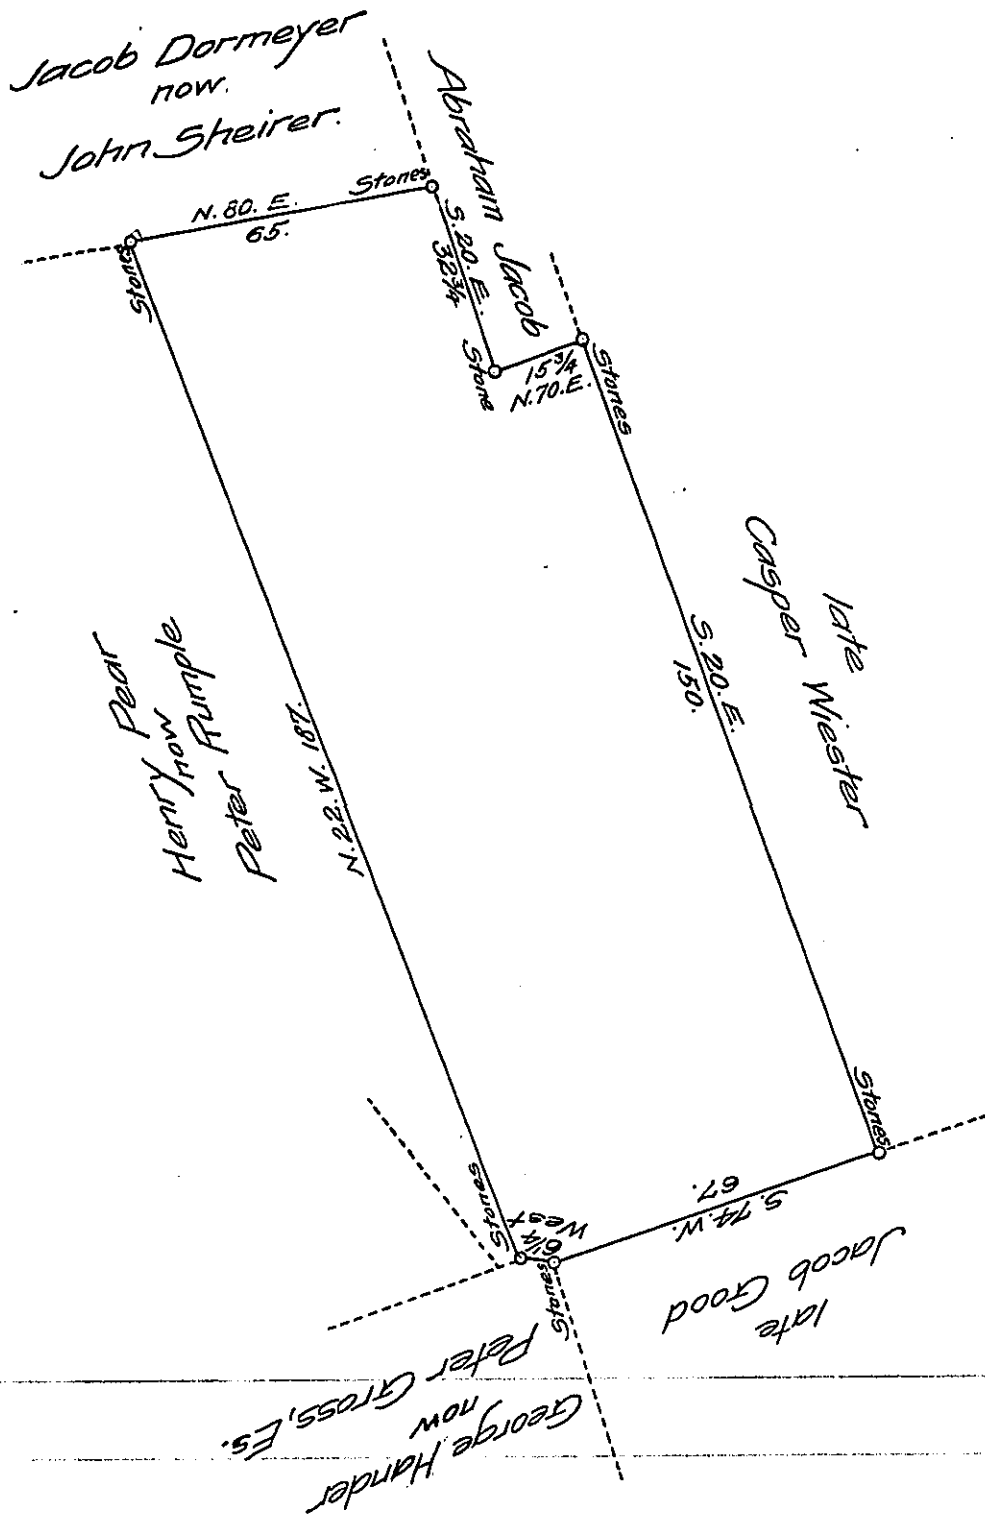 Jacob Dormeyer
now.
John Sheirer.
Abraham Jacob
Stones
N. 80. E.
65.
Stones
S. 20. E.
32¾
Stone
15¾
N. 70. E.
Stones
late
Casper Wiester
S. 20. E.
150.
Henry Pear
now
Peter Rumple
N. 22. W. 187.
Stones
67.
S. 74. W.
Stones
6¼
West
Stones
late
Jacob Good
George Hander
now
Peter Gross, Es.